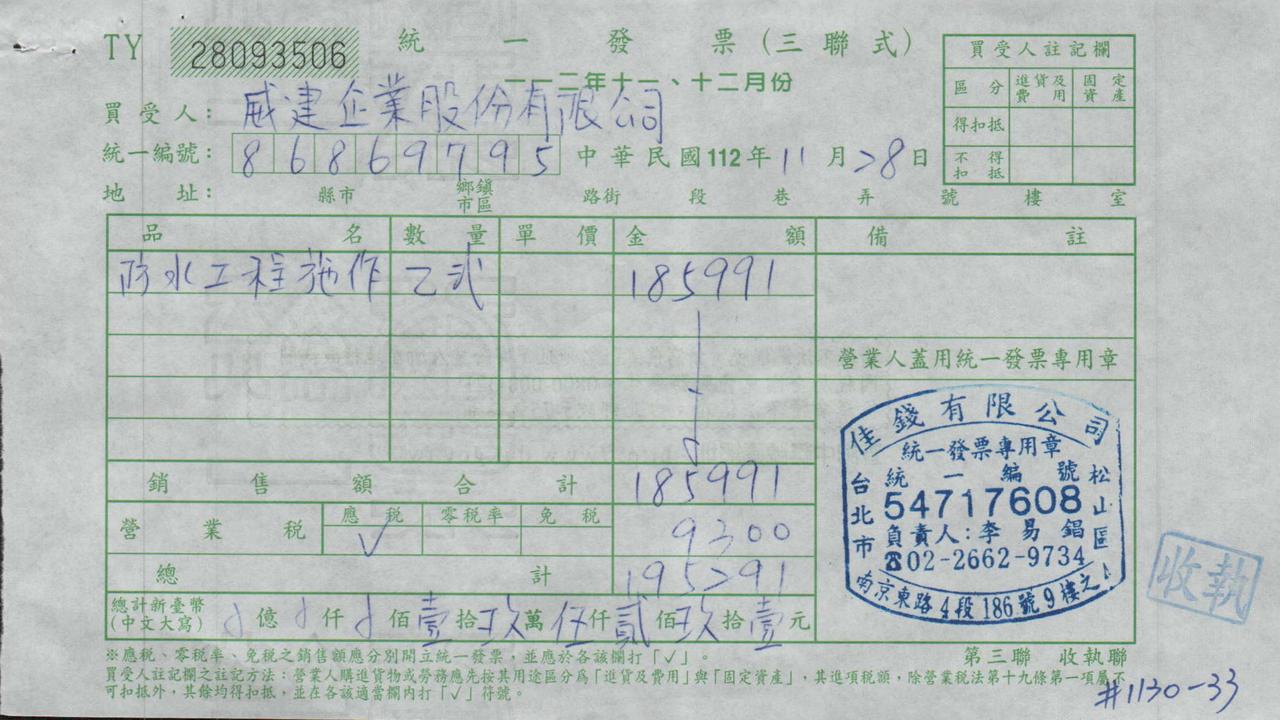 TY 28093506 統一發票(三聯式)
一一二年十一、十二月份
買受人: 威建企業股份有限公司
統一編號: 86869795 中華民國112年11月28日
地址: 縣市 鄉鎮市區 路街 段 巷 弄 號 樓 室
買受人註記欄
區分 進貨及費用 固定資產
得扣抵
不得扣抵
品名 數量 單價 金額 備註
防水工程施作 乙式 185991
營業人蓋用統一發票專用章
銷售額合計 185991
營業稅 應稅 零稅率 免稅 9300
✓
總計 195291
總計新臺幣(中文大寫) 億 仟 佰壹拾玖萬伍仟貳佰玖拾壹元
佳錢有限公司
統一發票專用章
統一編號
54717608
負責人:李易錩
☎02-2662-9734
台北市松山區
南京東路4段186號9樓之1
收執
※應稅、零稅率、免稅之銷售額應分別開立統一發票,並應於各該欄打「✓」。
第三聯 收執聯
買受人註記欄之註記方法:營業人購進貨物或勞務應先按其用途區分為「進貨及費用」與「固定資產」,其進項稅額,除營業稅法第十九條第一項屬不
可扣抵外,其餘均得扣抵,並在各該適當欄內打「✓」符號。
#1130-33